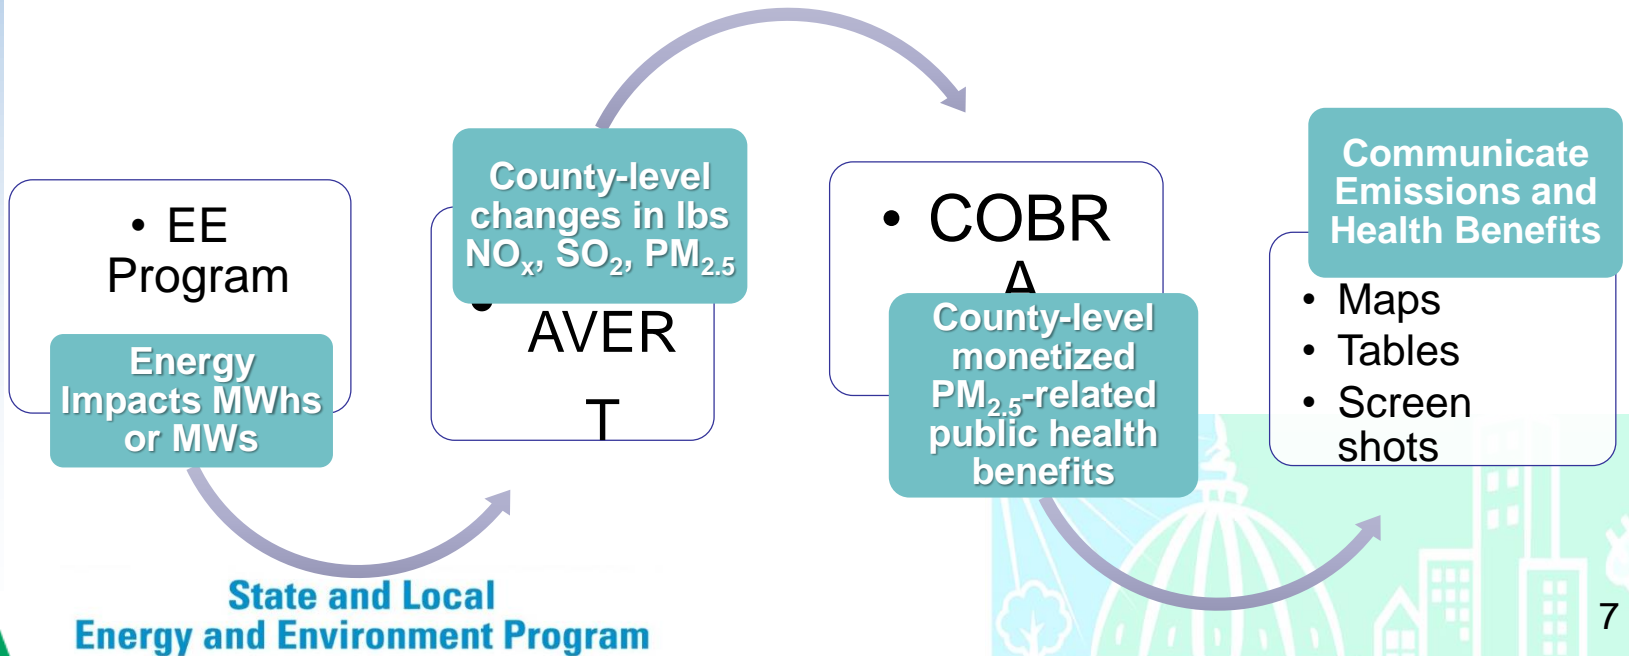 • EE
Program
Energy
Impacts MWhs
or MWs
County-level
changes in lbs
NOx, SO2, PM2.5
• AVER
T
• COBR
A
County-level
monetized
PM2.5-related
public health
benefits
Communicate
Emissions and
Health Benefits
• Maps
• Tables
• Screen
shots
State and Local
Energy and Environment Program
7